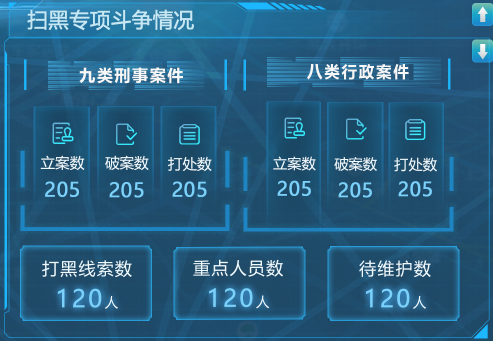 扫黑专项斗争情况
九类刑事案件
八类行政案件
立案数 破案数 打处数
205 205 205
立案数 破案数 打处数
205 205 205
打黑线索数 重点人员数 待维护数
120人 120人 120人